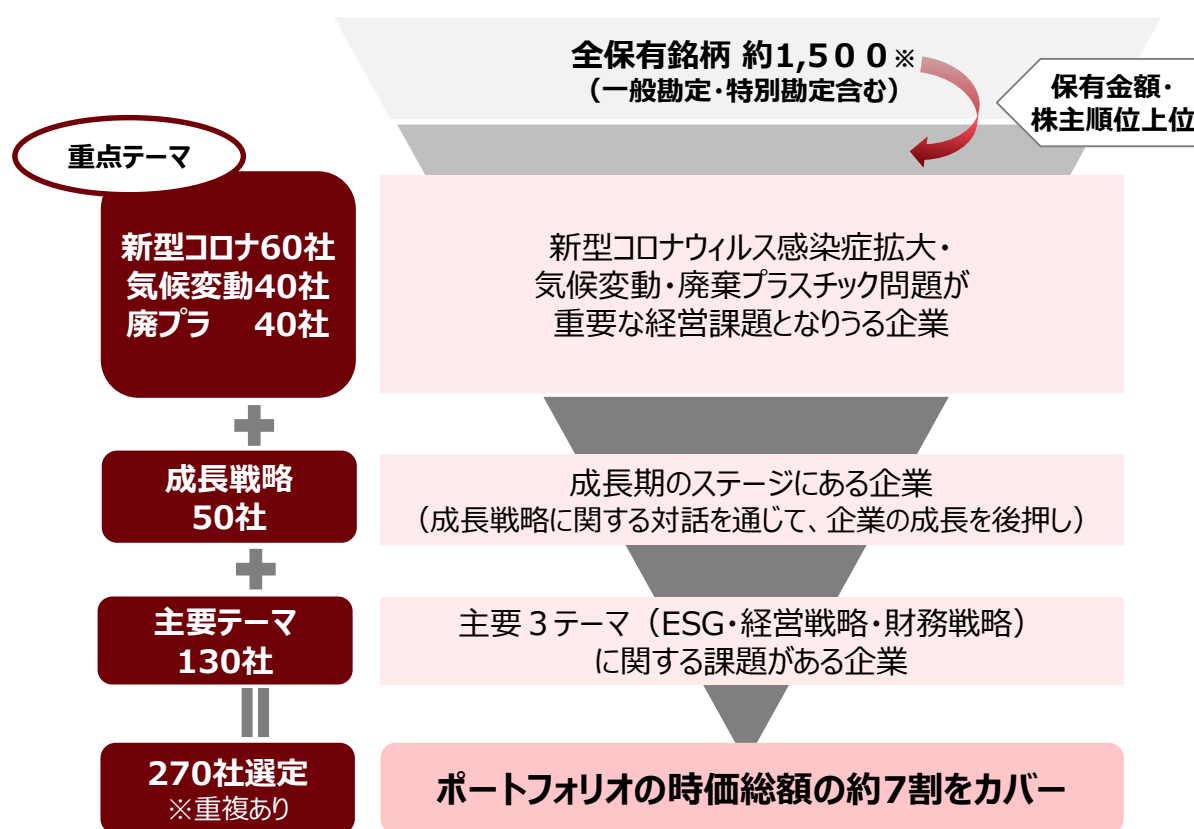 全保有銘柄 約1,500※
（一般勘定・特別勘定含む）
保有金額・
株主順位上位
重点テーマ
新型コロナ60社
気候変動40社
廃プラ　40社
新型コロナウィルス感染症拡大・
気候変動・廃棄プラスチック問題が
重要な経営課題となりうる企業
成長戦略
50社
成長期のステージにある企業
（成長戦略に関する対話を通じて、企業の成長を後押し）
主要テーマ
130社
主要３テーマ（ESG・経営戦略・財務戦略）
に関する課題がある企業
270社選定
※重複あり
ポートフォリオの時価総額の約7割をカバー